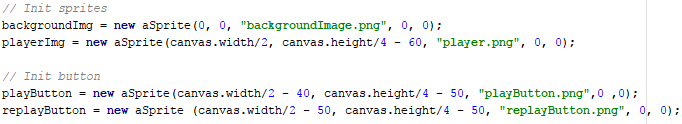 // Init sprites
backgroundImg = new aSprite(0, 0, "backgroundImage.png", 0, 0);
playerImg = new aSprite(canvas.width/2, canvas.height/4 - 60, "player.png", 0, 0);
// Init button
playButton = new aSprite(canvas.width/2 - 40, canvas.height/4 - 50, "playButton.png",0 ,0);
replayButton = new aSprite (canvas.width/2 - 50, canvas.height/4 - 50, "replayButton.png", 0, 0);